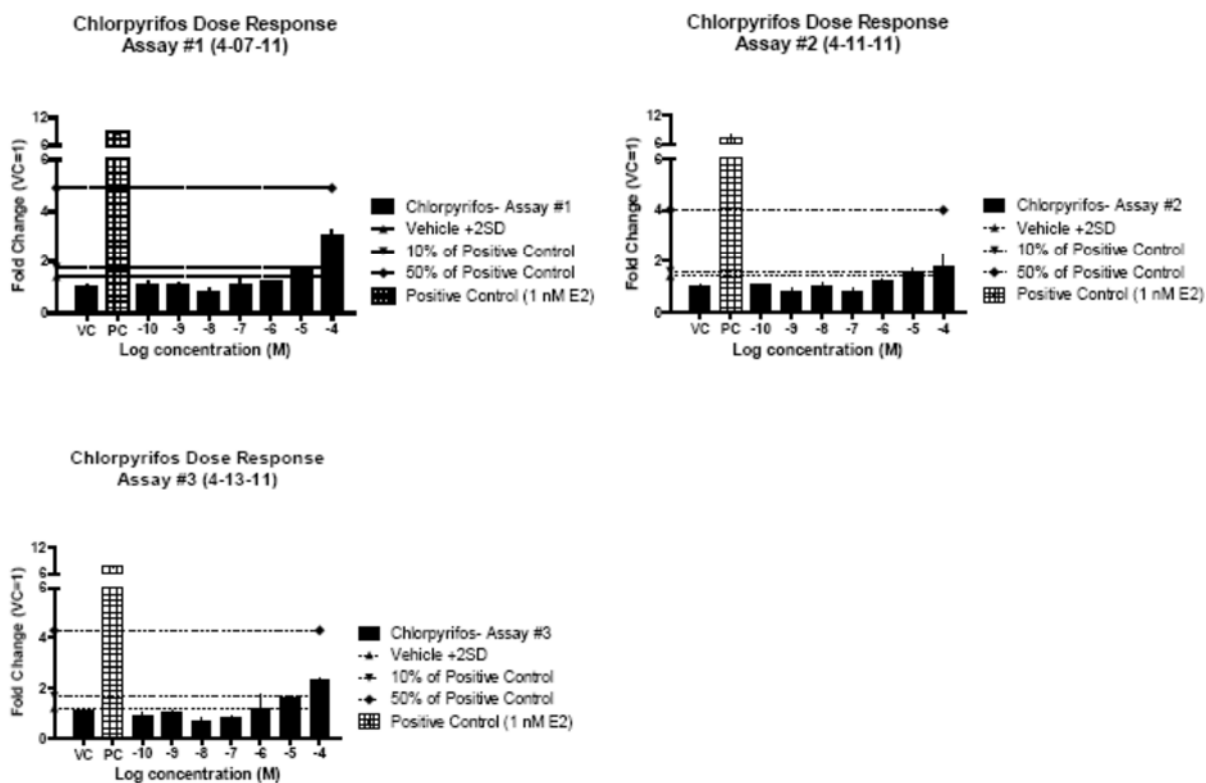 Chlorpyrifos Dose Response
Assay #1 (4-07-11)
Fold Change (VC=1)
12
6
6
4
2
0
VC PC -10 -9 -8 -7 -6 -5 -4
Log concentration (M)
Chlorpyrifos- Assay #1
Vehicle +2SD
10% of Positive Control
50% of Positive Control
Positive Control (1 nM E2)
Chlorpyrifos Dose Response
Assay #2 (4-11-11)
Fold Change (VC=1)
12
6
6
4
2
0
VC PC -10 -9 -8 -7 -6 -5 -4
Log concentration (M)
Chlorpyrifos- Assay #2
Vehicle +2SD
10% of Positive Control
50% of Positive Control
Positive Control (1 nM E2)
Chlorpyrifos Dose Response
Assay #3 (4-13-11)
Fold Change (VC=1)
12
6
6
4
2
0
VC PC -10 -9 -8 -7 -6 -5 -4
Log concentration (M)
Chlorpyrifos- Assay #3
Vehicle +2SD
10% of Positive Control
50% of Positive Control
Positive Control (1 nM E2)